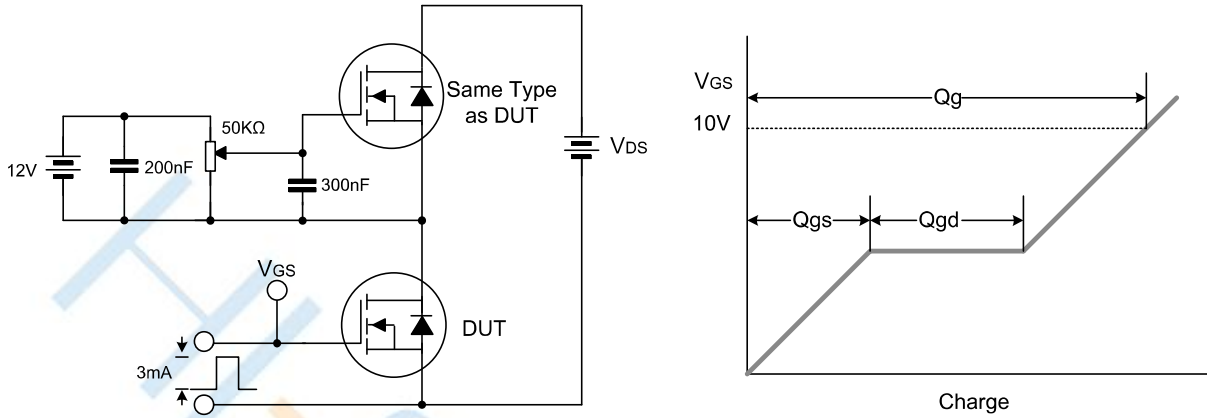 12V
200nF
50KΩ
300nF
Same Type
as DUT
VDS
VGS
DUT
3mA
VGS
10V
Qg
Qgs
Qgd
Charge